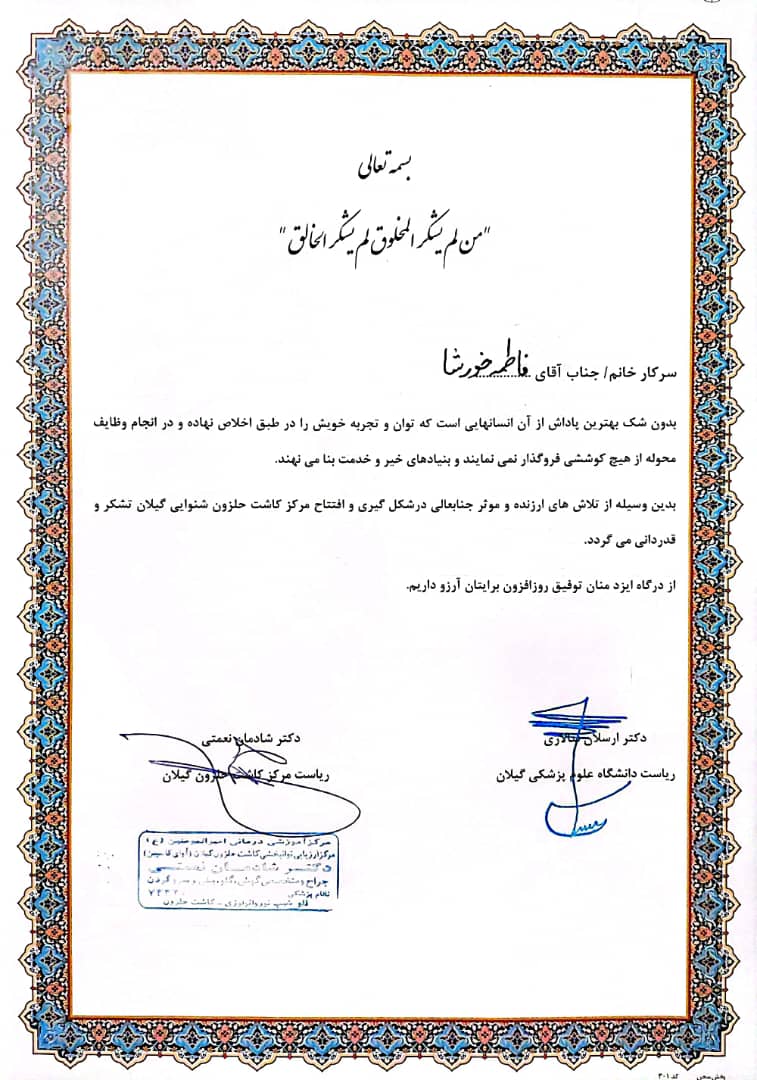 بسمه تعالی
"من لم یشکر المخلوق لم یشکر الخالق"
سرکار خانم/ جناب آقای فاطمه خورشا
بدون شک بهترین پاداش از آن انسانهایی است که توان و تجربه خویش را در طبق اخلاص نهاده و در انجام وظایف
محوله از هیچ کوششی فروگذار نمی نمایند و بنیادهای خیر و خدمت بنا می نهند.
بدین وسیله از تلاش های ارزنده و موثر جنابعالی درشکل گیری و افتتاح مرکز کاشت حلزون شنوایی گیلان تشکر و
قدردانی می گردد.
از درگاه ایزد منان توفیق روزافزون برایتان آرزو داریم.
دکتر ارسلان سالاری
ریاست دانشگاه علوم پزشکی گیلان
دکتر شادمان نعمتی
ریاست مرکز کاشت حلزون گیلان
مرکز آموزشی درمانی امیرالمومنین (ع)
مرکز ارزیابی توانبخشی کاشت حلزون گیلان (آوای فاسین)
دکتر شادمان نعمتی
جراح و متخصص گوش، گلو، بینی و سر و گردن
نظام پزشکی
فلوشیپ نورواتولوژی - کاشت حلزون
پخش سخن کد ۳۰۱